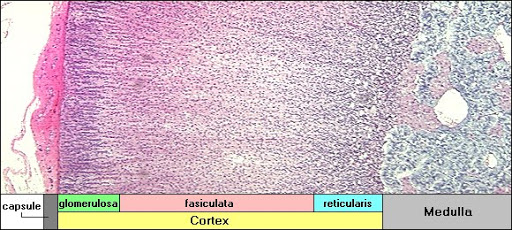 capsule
glomerulosa
fasiculata
reticularis
Cortex
Medulla